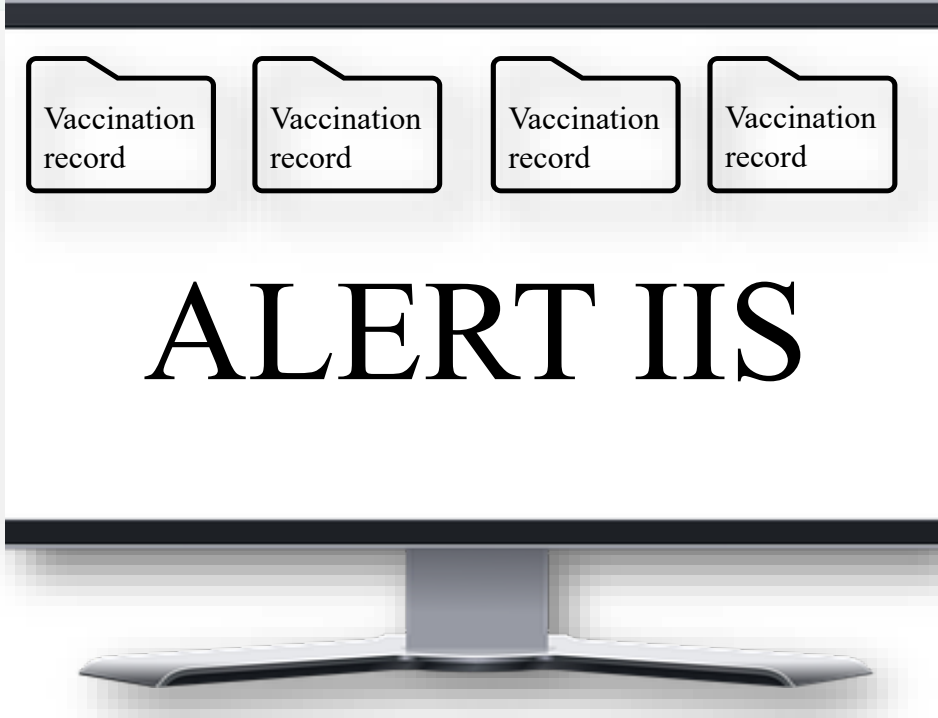 Vaccination
record
Vaccination
record
Vaccination
record
Vaccination
record
ALERT IIS